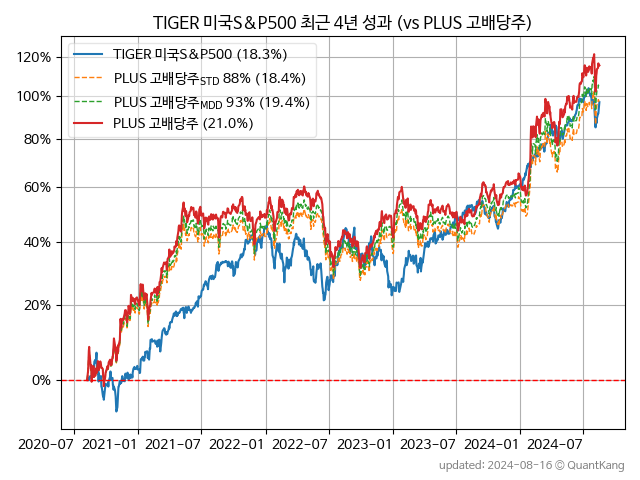 TIGER 미국S&P500 최근 4년 성과 (vs PLUS 고배당주)
TIGER 미국S&P500 (18.3%)
PLUS 고배당주STD 88% (18.4%)
PLUS 고배당주MDD 93% (19.4%)
PLUS 고배당주 (21.0%)
120%
100%
80%
60%
40%
20%
0%
2020-07 2021-01 2021-07 2022-01 2022-07 2023-01 2023-07 2024-01 2024-07
updated: 2024-08-16 © QuantKang